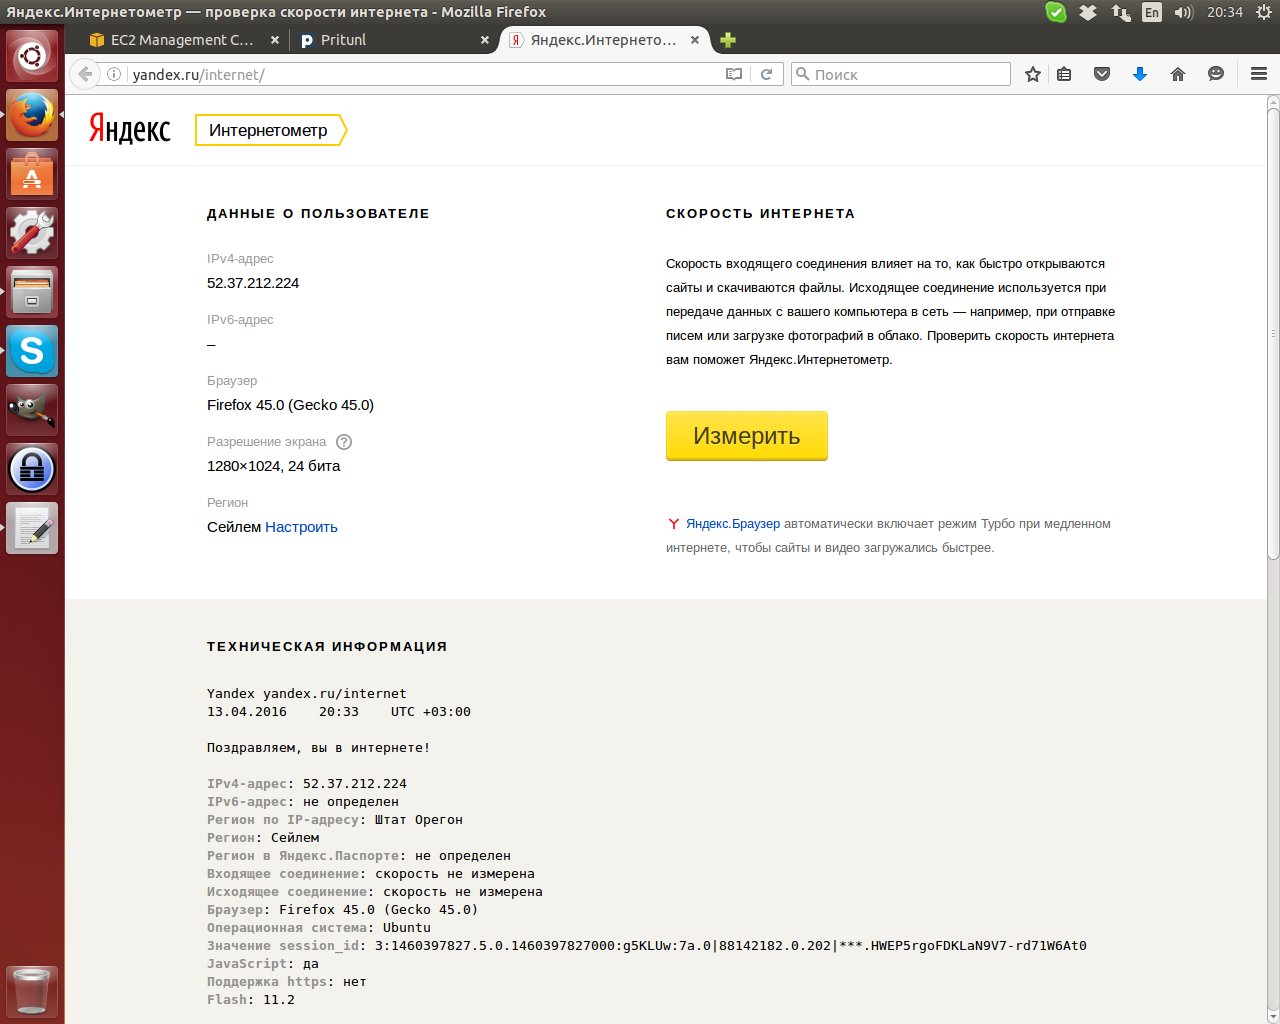 Яндекс.Интернетометр — проверка скорости интернета - Mozilla Firefox
En
20:34
EC2 Management C...
Pritunl
Яндекс.Интернето...
yandex.ru/internet/
Поиск
Яндекс
Интернетометр
ДАННЫЕ О ПОЛЬЗОВАТЕЛЕ
IPv4-адрес
52.37.212.224
IPv6-адрес
–
Браузер
Firefox 45.0 (Gecko 45.0)
Разрешение экрана ?
1280×1024, 24 бита
Регион
Сейлем Настроить
СКОРОСТЬ ИНТЕРНЕТА
Скорость входящего соединения влияет на то, как быстро открываются
сайты и скачиваются файлы. Исходящее соединение используется при
передаче данных с вашего компьютера в сеть — например, при отправке
писем или загрузке фотографий в облако. Проверить скорость интернета
вам поможет Яндекс.Интернетометр.
Измерить
Яндекс.Браузер автоматически включает режим Турбо при медленном
интернете, чтобы сайты и видео загружались быстрее.
ТЕХНИЧЕСКАЯ ИНФОРМАЦИЯ
Yandex yandex.ru/internet
13.04.2016 20:33 UTC +03:00
Поздравляем, вы в интернете!
IPv4-адрес: 52.37.212.224
IPv6-адрес: не определен
Регион по IP-адресу: Штат Орегон
Регион: Сейлем
Регион в Яндекс.Паспорте: не определен
Входящее соединение: скорость не измерена
Исходящее соединение: скорость не измерена
Браузер: Firefox 45.0 (Gecko 45.0)
Операционная система: Ubuntu
Значение session_id: 3:1460397827.5.0.1460397827000:g5KLUw:7a.0|88142182.0.202|***.HWEP5rgoFDKLaN9V7-rd71W6At0
JavaScript: да
Поддержка https: нет
Flash: 11.2